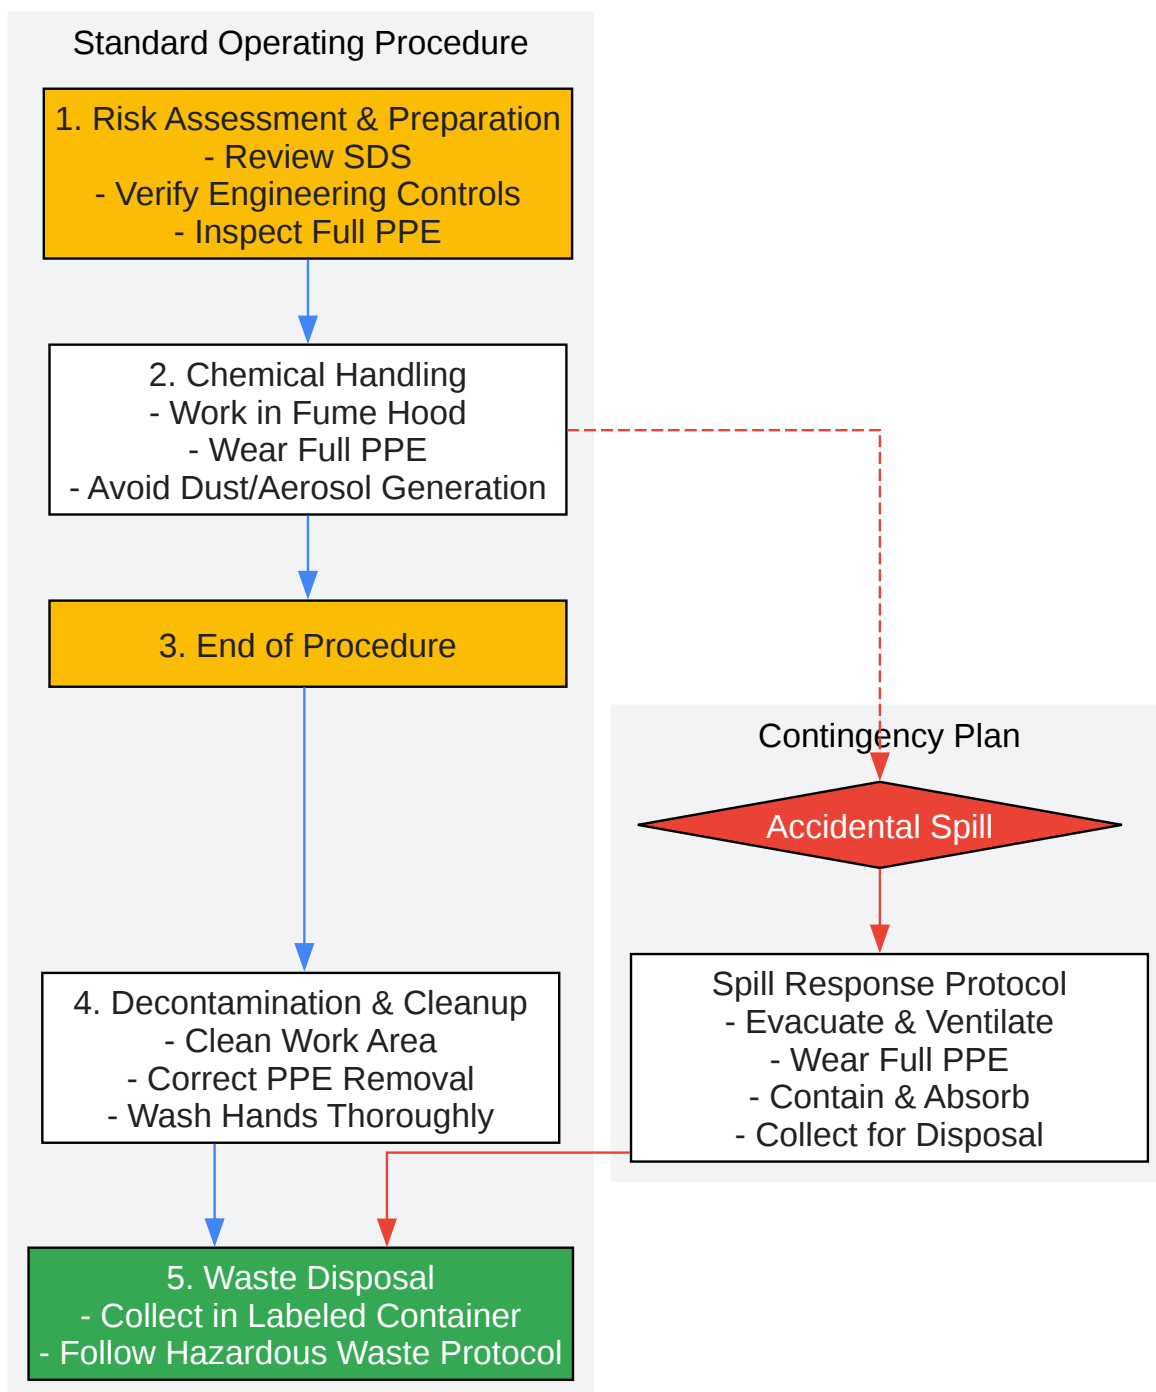 Standard Operating Procedure
1. Risk Assessment & Preparation
- Review SDS
- Verify Engineering Controls
- Inspect Full PPE
2. Chemical Handling
- Work in Fume Hood
- Wear Full PPE
- Avoid Dust/Aerosol Generation
3. End of Procedure
Contingency Plan
Accidental Spill
4. Decontamination & Cleanup
- Clean Work Area
- Correct PPE Removal
- Wash Hands Thoroughly
Spill Response Protocol
- Evacuate & Ventilate
- Wear Full PPE
- Contain & Absorb
- Collect for Disposal
5. Waste Disposal
- Collect in Labeled Container
- Follow Hazardous Waste Protocol